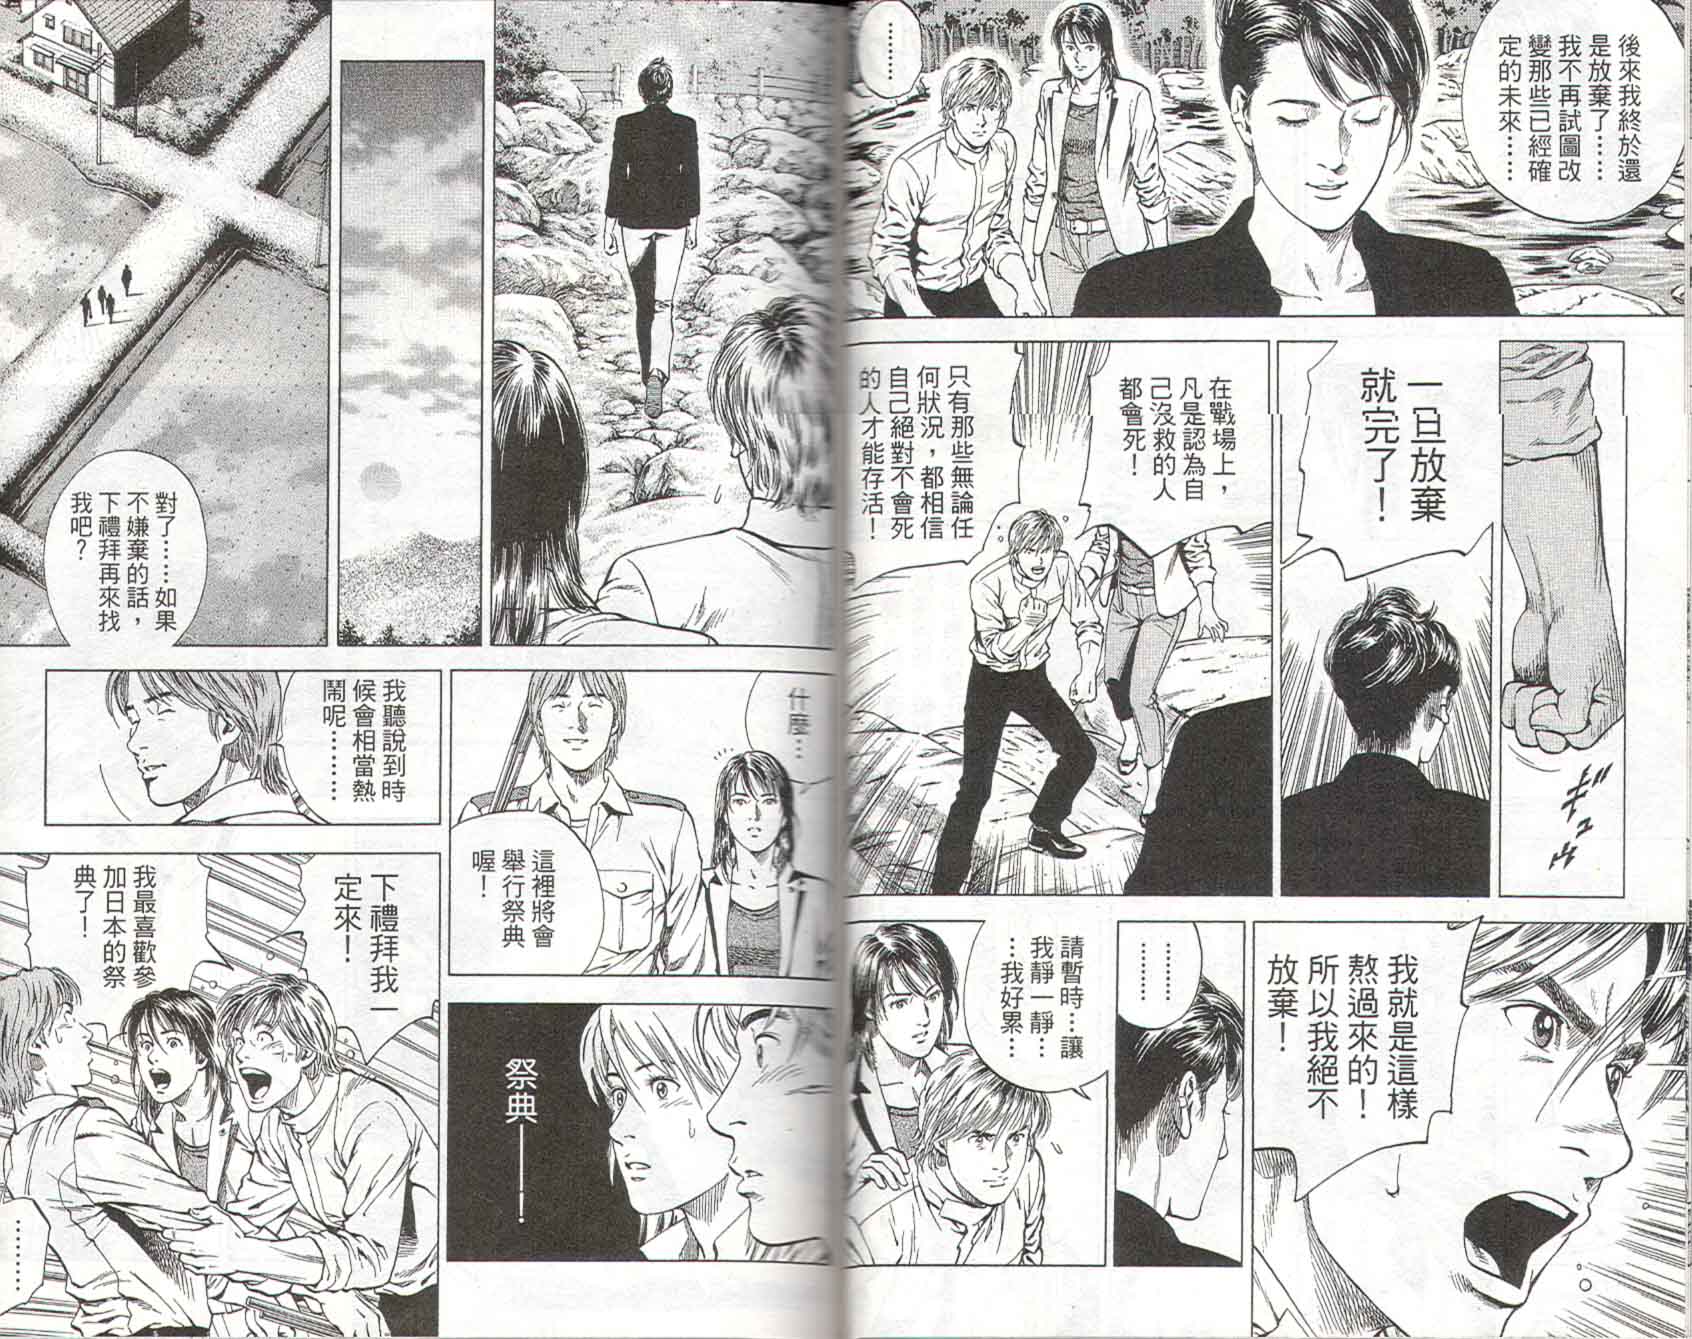 後來我終於還
是放棄了……
我不再試圖改
變那些已經確
定的未來……
………
一旦放棄
就完了！
在戰場上，
凡是認為自
己沒救的人
都會死！
只有那些無論任
何狀況，都相信
自己絕對不會死
的人才能存活！
ギュッ
我就是這樣
熬過來的！
所以我絕不
放棄！
………
請暫時…讓
我靜一靜…
…我好累…
對了……如果
不嫌棄的話，
下禮拜再來找
我吧？
什麼…
這裡將會
舉行祭典
喔！
我聽說到時
候會相當熱
鬧呢………
祭典──！
下禮拜我一
定來！
我最喜歡參
加日本的祭
典了！
………